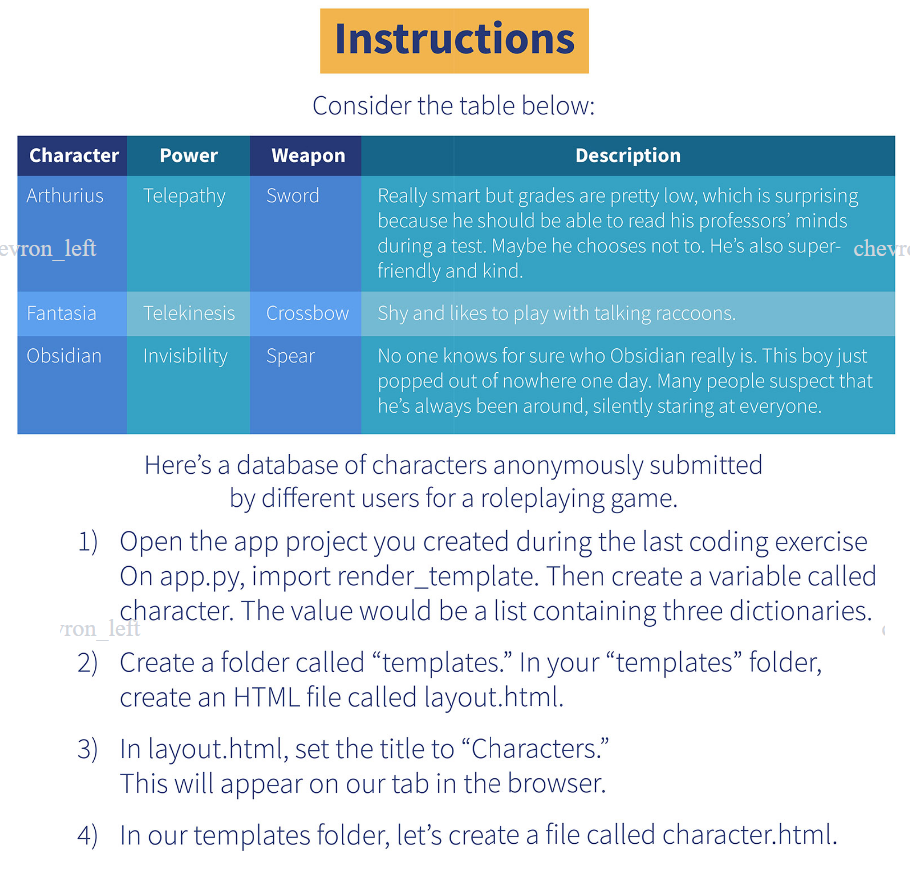 Instructions
Consider the table below:
Character Power Weapon Description
Arthurius Telepathy Sword Really smart but grades are pretty low, which is surprising
because he should be able to read his professors’ minds
evron_left during a test. Maybe he chooses not to. He’s also super- chevr
friendly and kind.
Fantasia Telekinesis Crossbow Shy and likes to play with talking raccoons.
Obsidian Invisibility Spear No one knows for sure who Obsidian really is. This boy just
popped out of nowhere one day. Many people suspect that
he’s always been around, silently staring at everyone.
Here’s a database of characters anonymously submitted
by different users for a roleplaying game.
1) Open the app project you created during the last coding exercise
On app.py, import render_template. Then create a variable called
character. The value would be a list containing three dictionaries.
vron_left
2) Create a folder called “templates.” In your “templates” folder,
create an HTML file called layout.html.
3) In layout.html, set the title to “Characters.”
This will appear on our tab in the browser.
4) In our templates folder, let’s create a file called character.html.